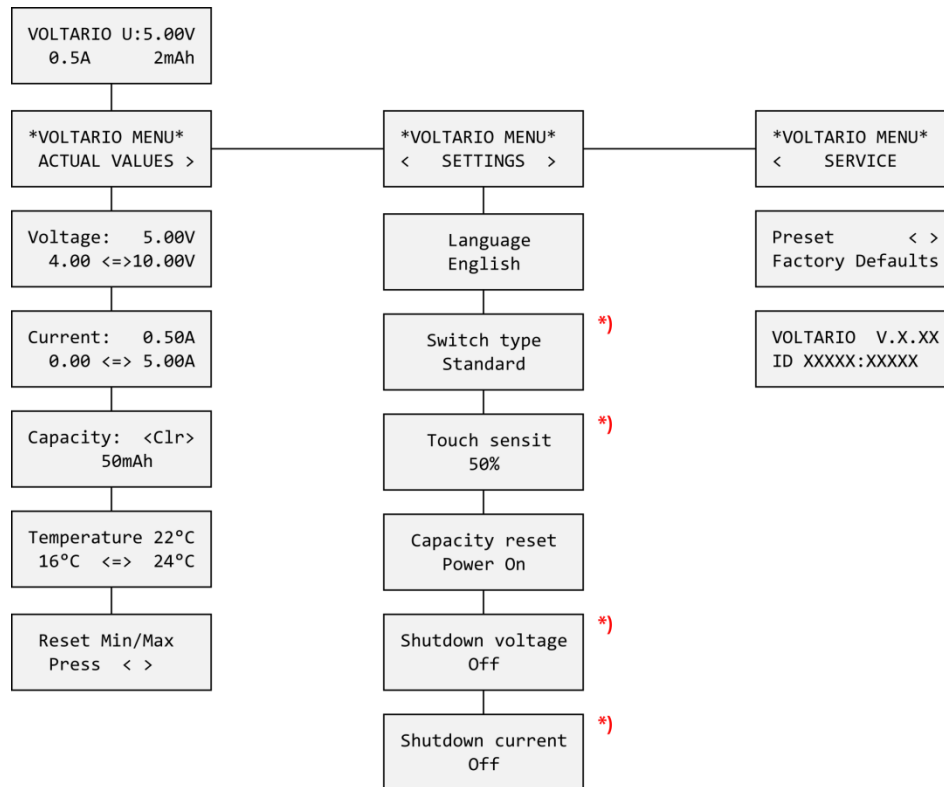 VOLTARIO U:5.00V
0.5A 2mAh
*VOLTARIO MENU*
ACTUAL VALUES >
Voltage: 5.00V
4.00 <=>10.00V
Current: 0.50A
0.00 <=> 5.00A
Capacity: <Clr>
50mAh
Temperature 22°C
16°C <=> 24°C
Reset Min/Max
Press < >
*VOLTARIO MENU*
< SETTINGS >
Language
English
Switch type
Standard
*)
Touch sensit
50%
*)
Capacity reset
Power On
Shutdown voltage
Off
*)
Shutdown current
Off
*)
*VOLTARIO MENU*
< SERVICE
Preset < >
Factory Defaults
VOLTARIO V.X.XX
ID XXXXX:XXXXX